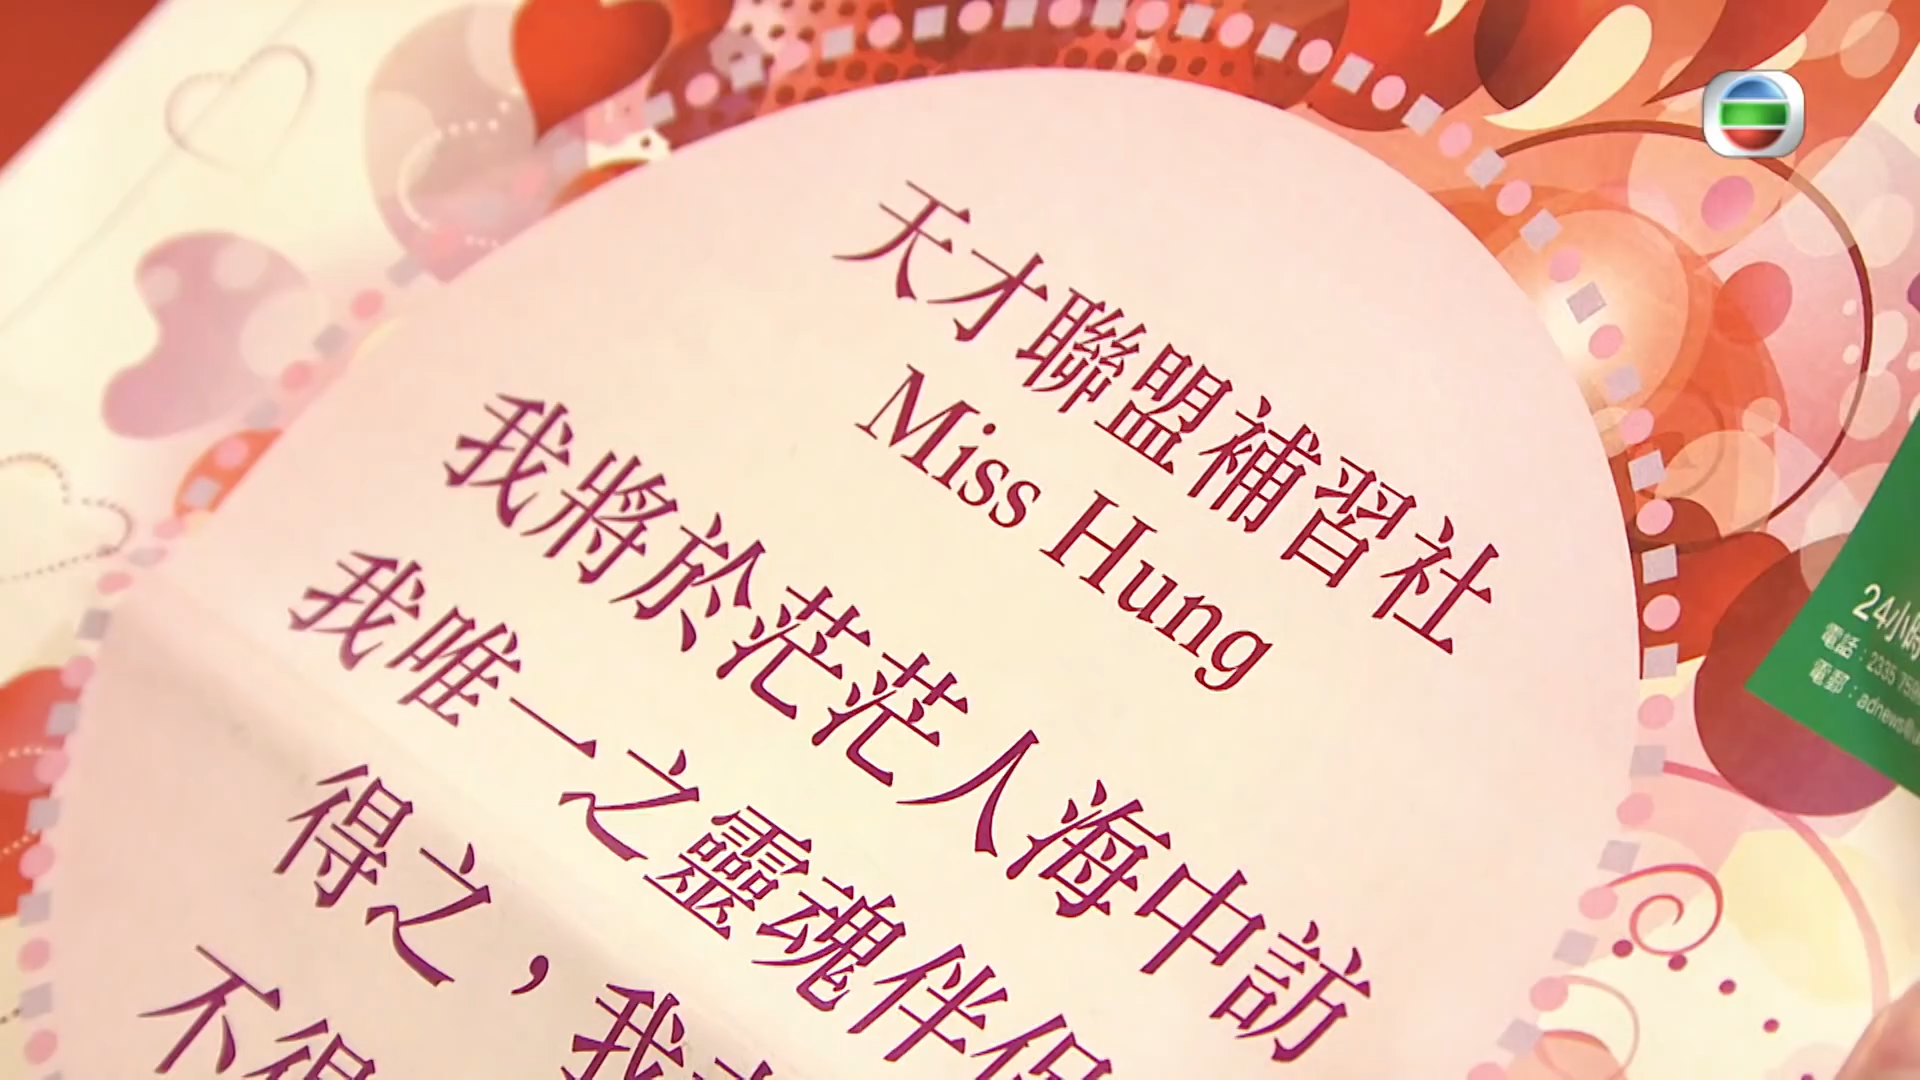 天才聯盟補習社
Miss Hung
我將於茫茫人海中訪
我唯一之靈魂伴侶
得之，我
不得
24小時
電話：2335 
電郵：adnews@